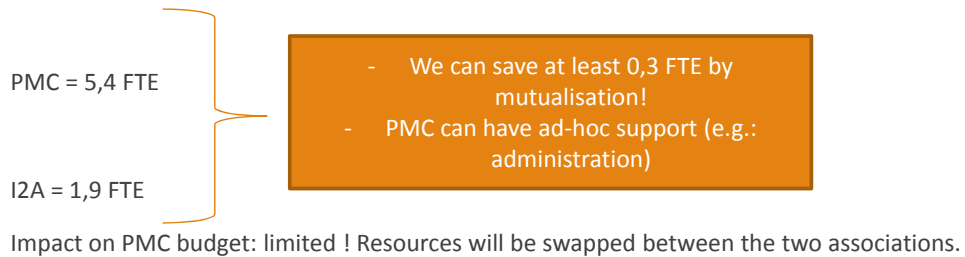 PMC = 5,4 FTE
I2A = 1,9 FTE
- We can save at least 0,3 FTE by
mutualisation!
- PMC can have ad-hoc support (e.g.:
administration)
Impact on PMC budget: limited ! Resources will be swapped between the two associations.